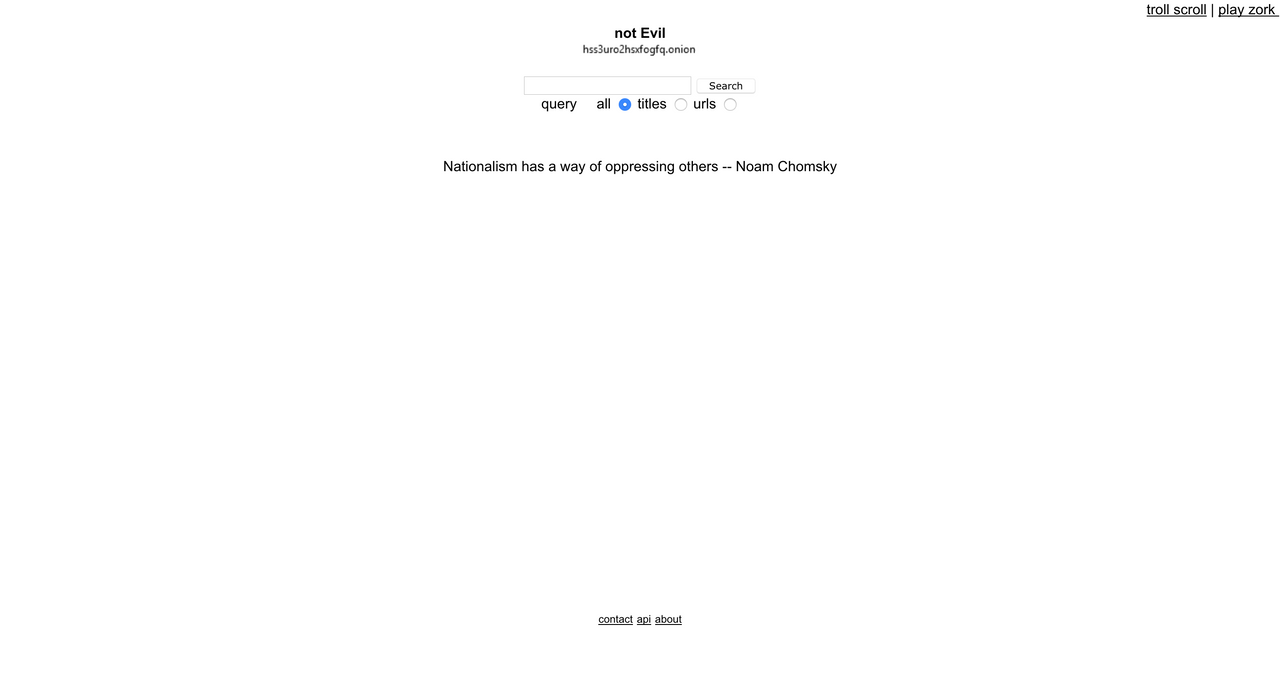 troll scroll | play zork
not Evil
hss3uro2hsxfogfq.onion
Search
query all titles urls
Nationalism has a way of oppressing others -- Noam Chomsky
contact api about